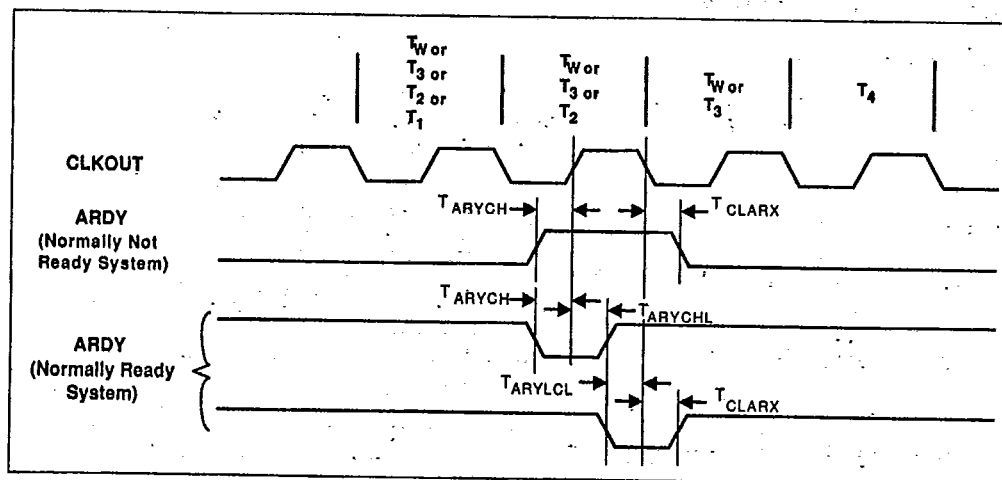 TW or
T3 or
T2 or
T1
TW or
T3 or
T2
TW or
T3
T4
CLKOUT
TARYCH
TCLARX
ARDY
(Normally Not
Ready System)
TARYCH
TARYCHL
ARDY
(Normally Ready
System)
TARYLCL
TCLARX